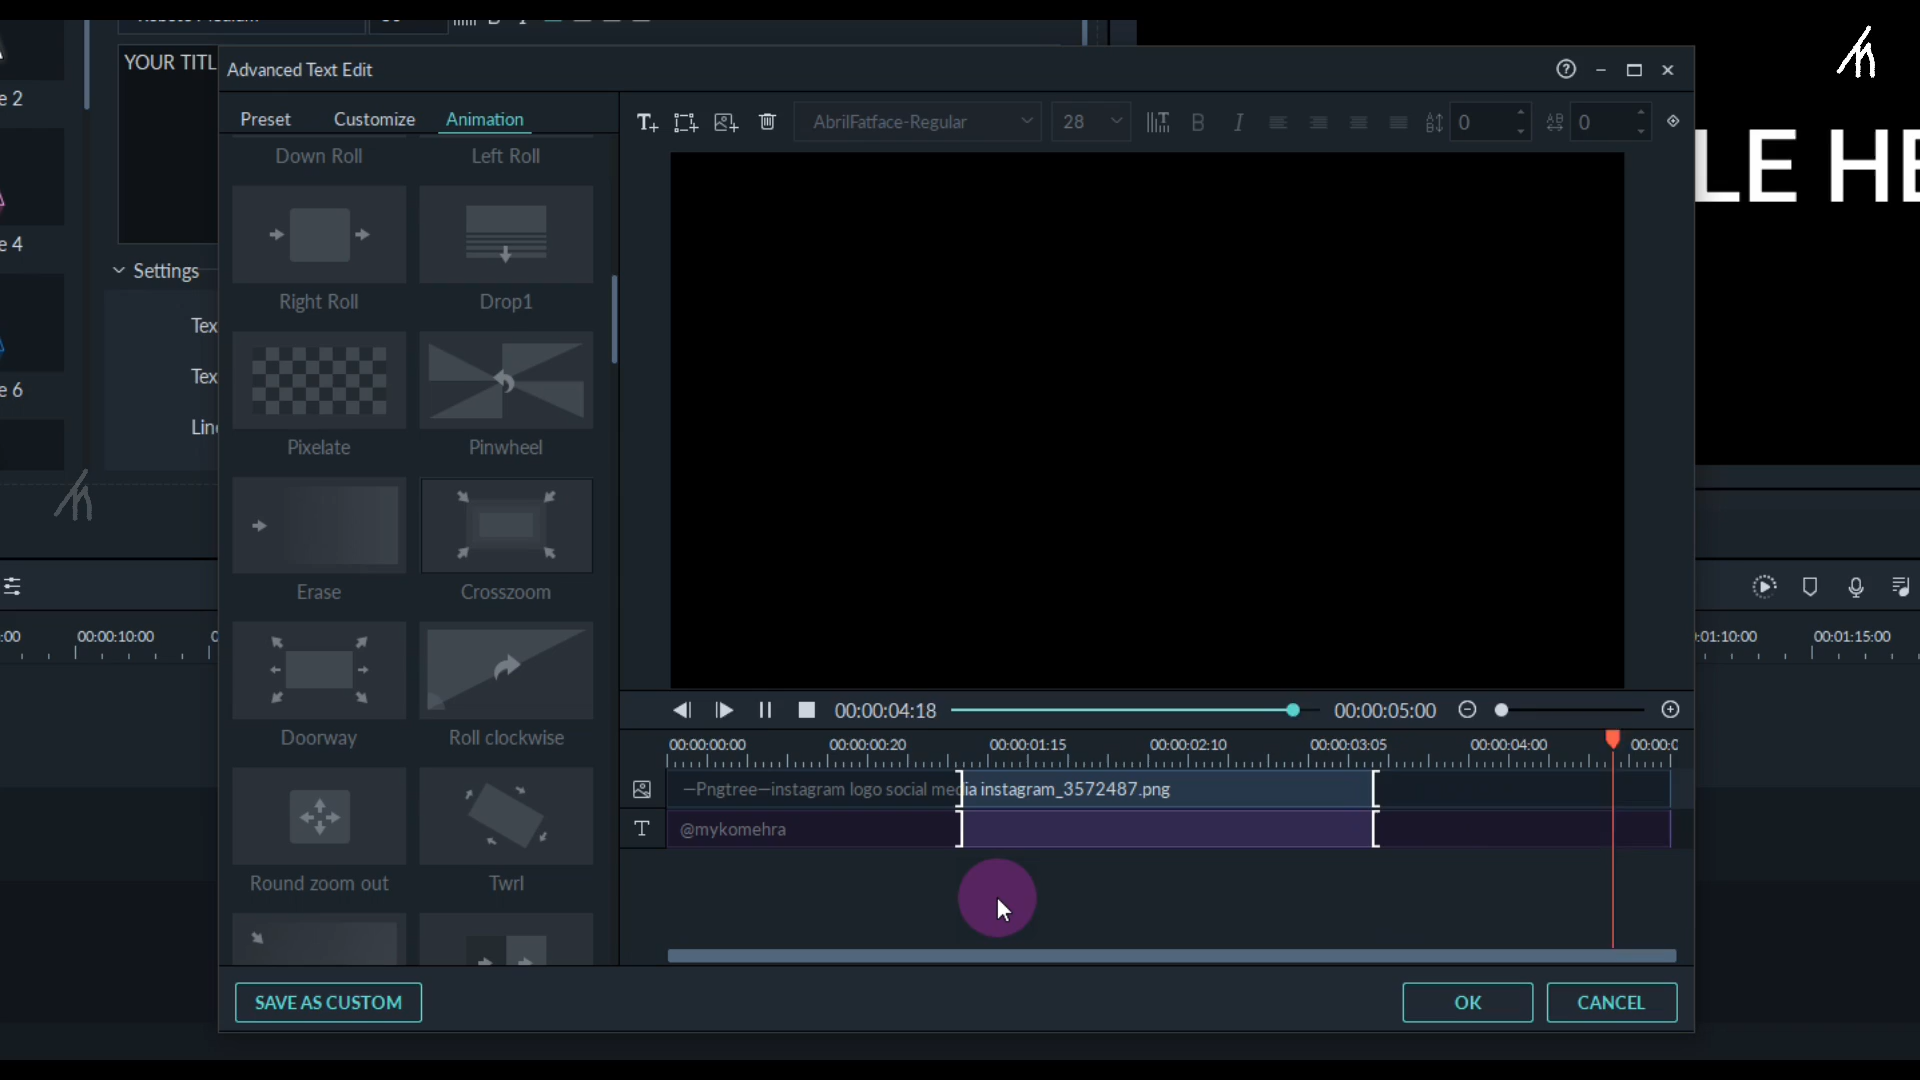 YOUR TITL
Advanced Text Edit
e 2
Preset
Customize
Animation
AbrilFatface-Regular
28
0
0
Down Roll
Left Roll
LE HE
e 4
Settings
Right Roll
Drop1
Tex
Tex
e 6
Line
Pixelate
Pinwheel
Erase
Crosszoom
:00
00:00:10:00
01:10:00
00:01:15:00
Doorway
Roll clockwise
00:00:04:18
00:00:05:00
00:00:00:00
00:00:00:20
00:00:01:15
00:00:02:10
00:00:03:05
00:00:04:00
00:00:0
—Pngtree—instagram logo social media instagram_3572487.png
@mykomehra
Round zoom out
Twrl
SAVE AS CUSTOM
OK
CANCEL